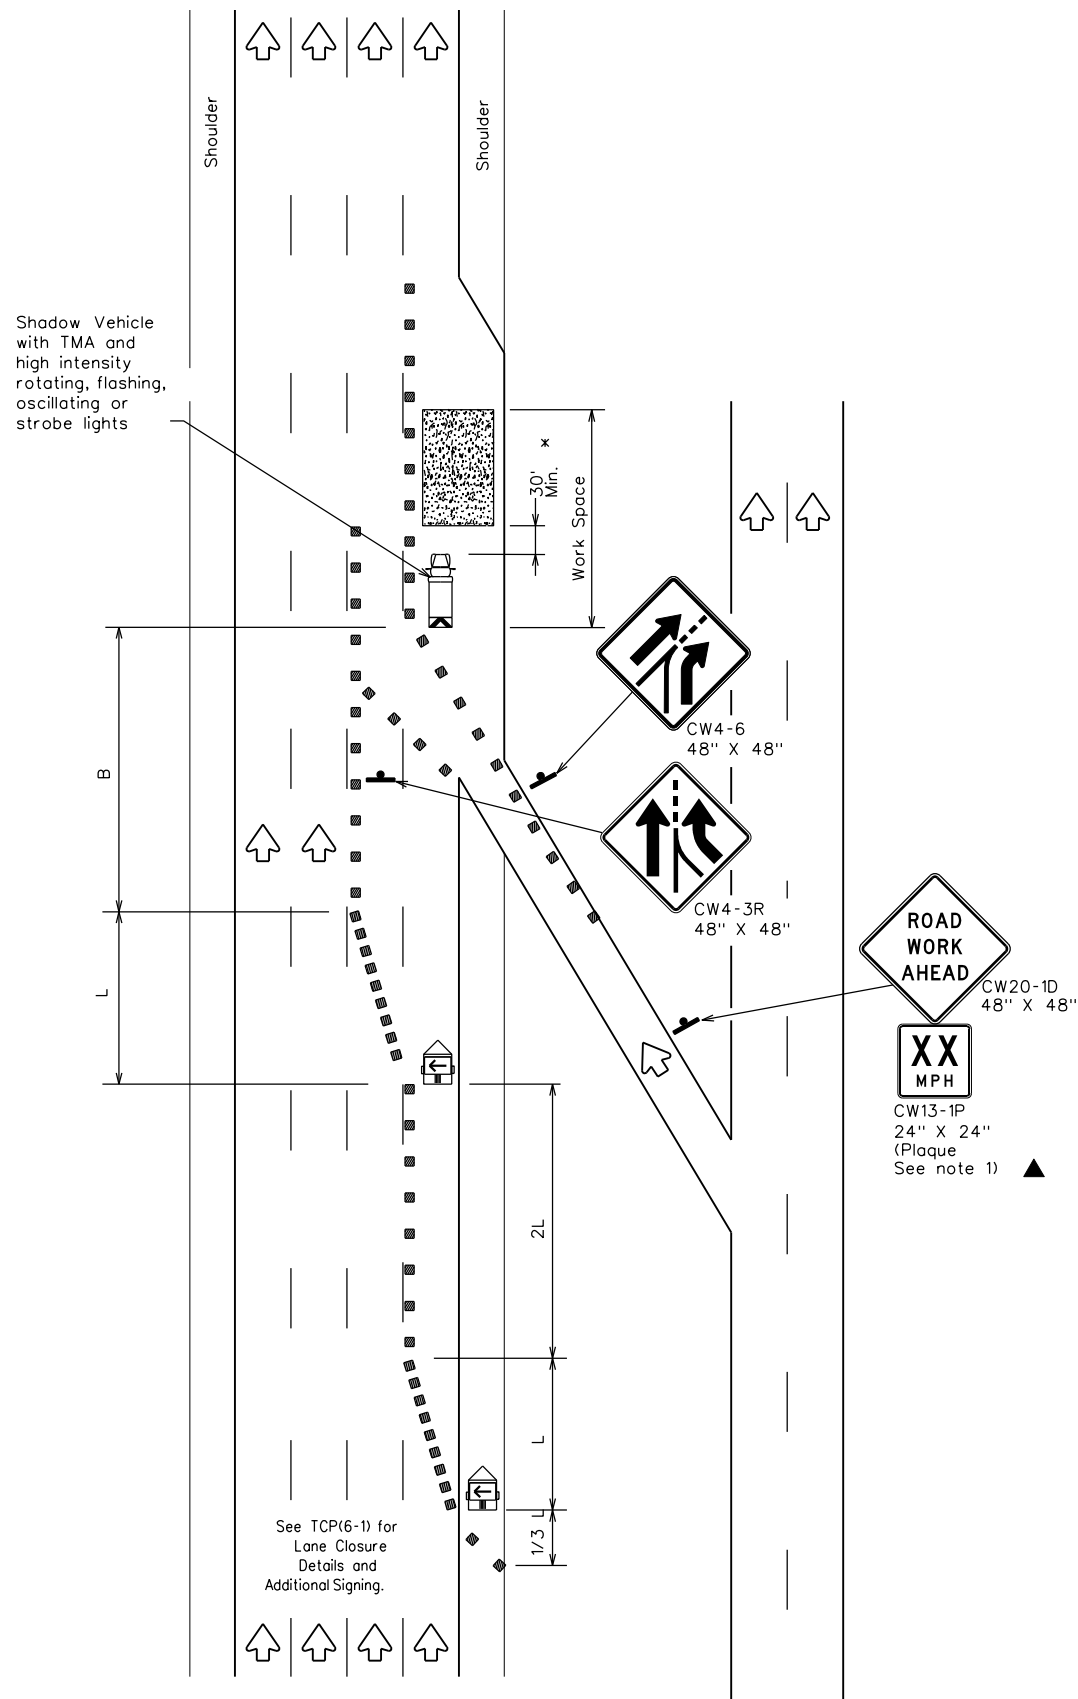 Shoulder
Shoulder
Shadow Vehicle
with TMA and
high intensity
rotating, flashing,
oscillating or
strobe lights
*
30'
Min.
Work Space
CW4-6
48" X 48"
B
CW4-3R
48" X 48"
ROAD
WORK
AHEAD
CW20-1D
48" X 48"
L
XX
MPH
CW13-1P
24" X 24"
(Plaque
See note 1)
2L
L
1/3 L
See TCP(6-1) for
Lane Closure
Details and
Additional Signing.